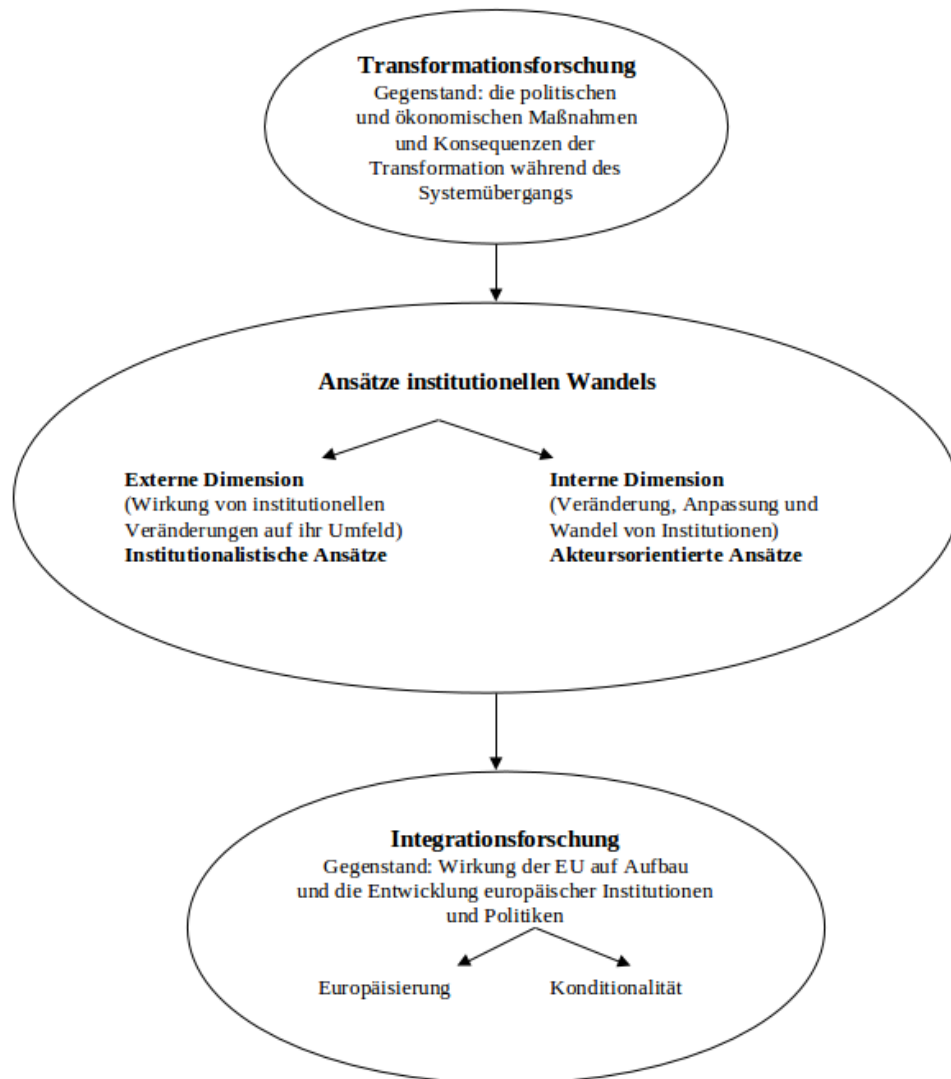 Transformationsforschung
Gegenstand: die politischen
und ökonomischen Maßnahmen
und Konsequenzen der
Transformation während des
Systemübergangs
Ansätze institutionellen Wandels
Externe Dimension
(Wirkung von institutionellen
Veränderungen auf ihr Umfeld)
Institutionalistische Ansätze
Interne Dimension
(Veränderung, Anpassung und
Wandel von Institutionen)
Akteursorientierte Ansätze
Integrationsforschung
Gegenstand: Wirkung der EU auf Aufbau
und die Entwicklung europäischer Institutionen
und Politiken
Europäisierung
Konditionalität